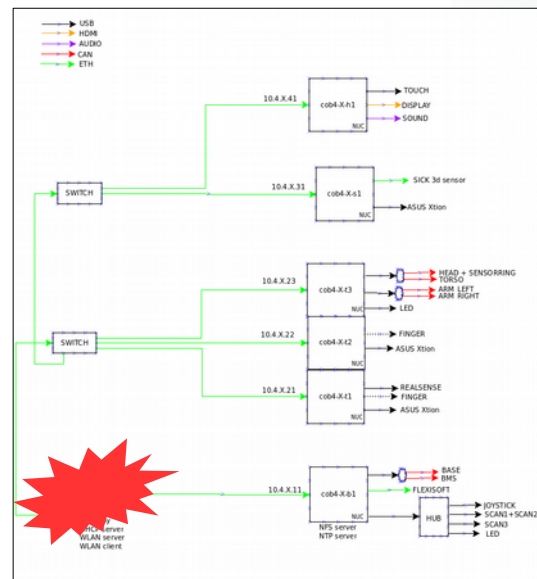 USB
HDMI
AUDIO
CAN
ETH
10.4.X.41
cob4-X-h1
NUC
TOUCH
DISPLAY
SOUND
SWITCH
10.4.X.31
cob4-X-s1
NUC
SICK 3d sensor
ASUS Xtion
10.4.X.23
cob4-X-t3
NUC
HEAD + SENSORRING
TORSO
ARM LEFT
ARM RIGHT
LED
SWITCH
10.4.X.22
cob4-X-t2
NUC
FINGER
ASUS Xtion
10.4.X.21
cob4-X-t1
NUC
REALSENSE
FINGER
ASUS Xtion
10.4.X.11
cob4-X-b1
NUC
BASE
BMS
FLEXISOFT
NFS server
NTP server
HUB
JOYSTICK
SCAN1+SCAN2
SCAN3
LED
server
WLAN server
WLAN client